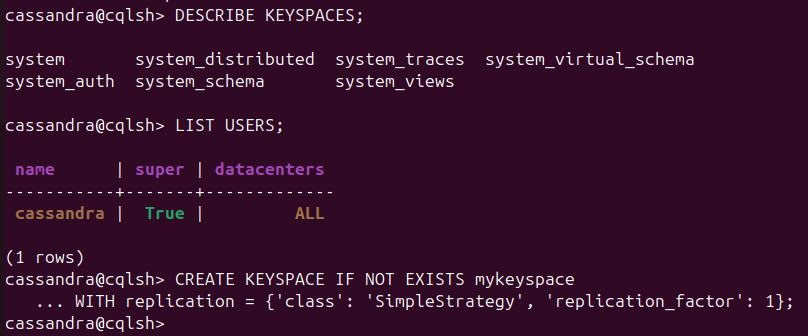 cassandra@cqlsh> DESCRIBE KEYSPACES;
system       system_distributed  system_traces  system_virtual_schema
system_auth  system_schema       system_views
cassandra@cqlsh> LIST USERS;
 name      | super | datacenters
-----------+-------+-------------
 cassandra |  True |         ALL
(1 rows)
cassandra@cqlsh> CREATE KEYSPACE IF NOT EXISTS mykeyspace
   ... WITH replication = {'class': 'SimpleStrategy', 'replication_factor': 1};
cassandra@cqlsh>